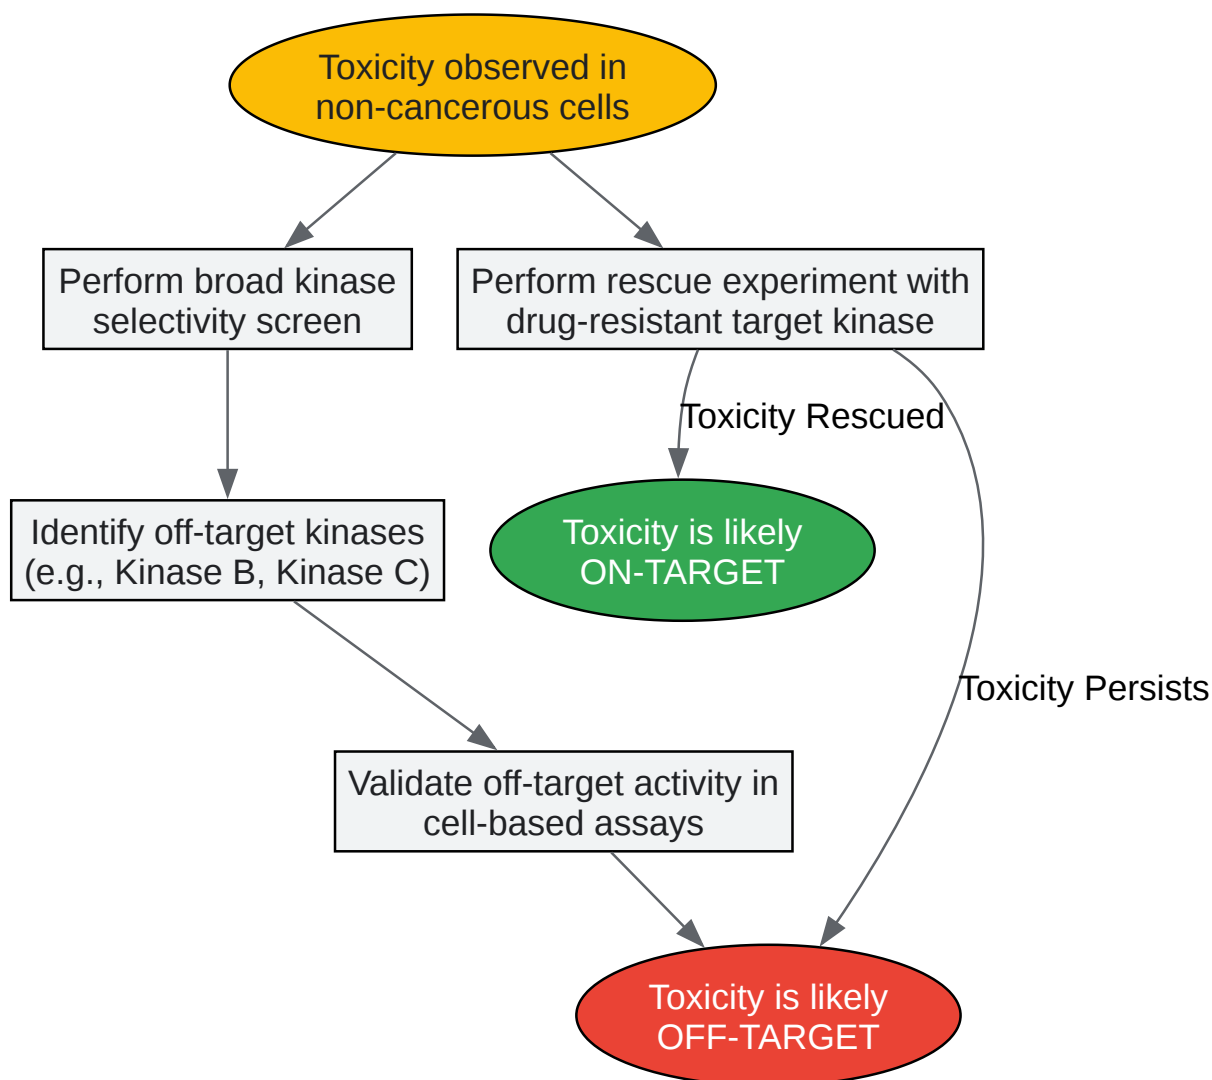 Toxicity observed in
non-cancerous cells
Perform broad kinase
selectivity screen
Perform rescue experiment with
drug-resistant target kinase
Toxicity Rescued
Identify off-target kinases
(e.g., Kinase B, Kinase C)
Toxicity is likely
ON-TARGET
Toxicity Persists
Validate off-target activity in
cell-based assays
Toxicity is likely
OFF-TARGET